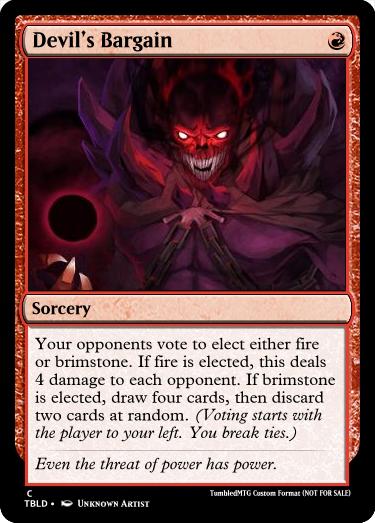 Devil's Bargain
Sorcery
Your opponents vote to elect either fire
or brimstone. If fire is elected, this deals
4 damage to each opponent. If brimstone
is elected, draw four cards, then discard
two cards at random. (Voting starts with
the player to your left. You break ties.)
Even the threat of power has power.
C
TBLD • Unknown Artist
TumbledMTG Custom Format (NOT FOR SALE)